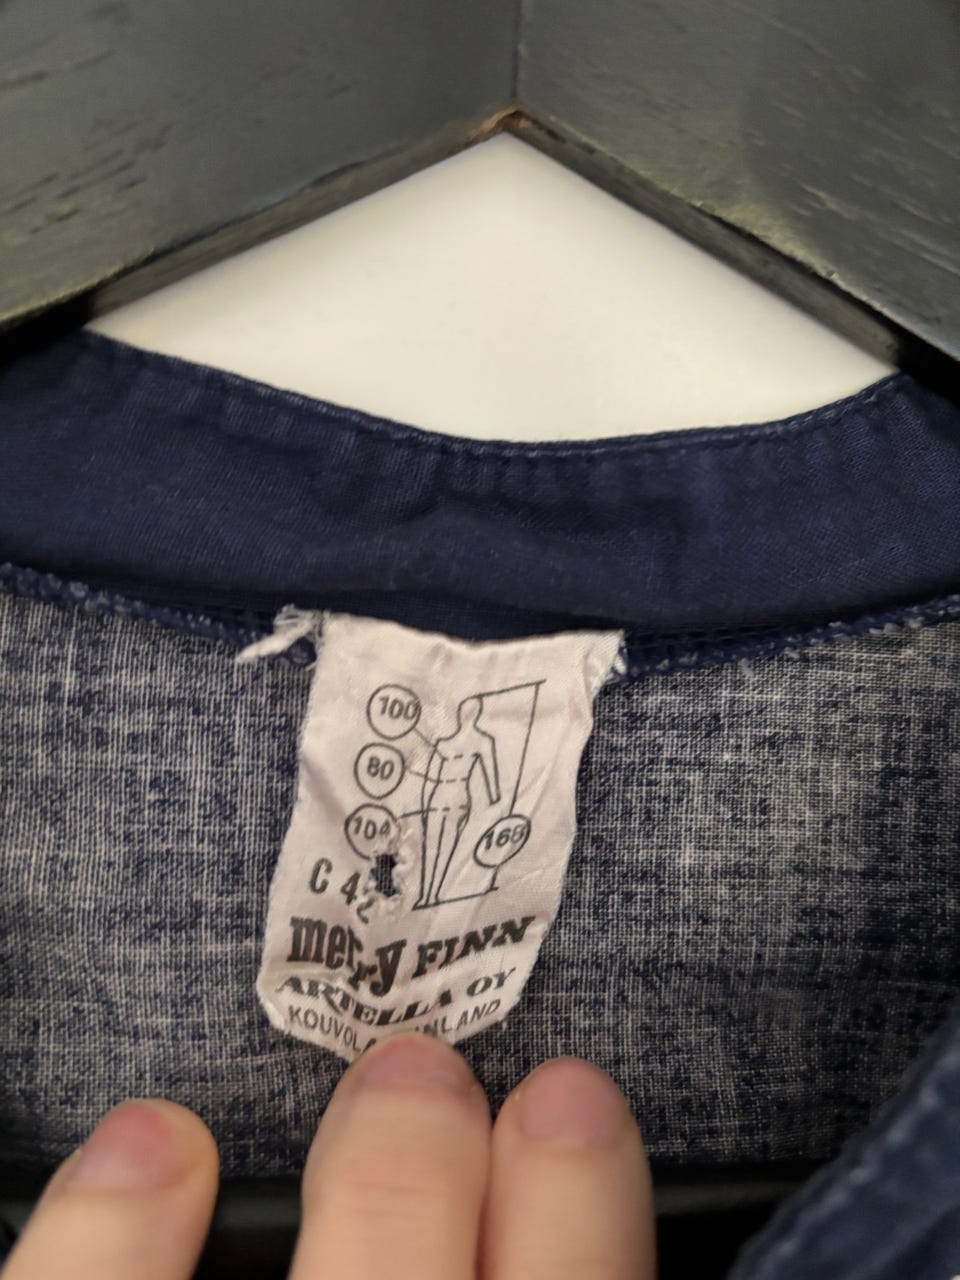 100
80
104
168
C 42
merry FINN
ARTELLA OY
KOUVOLA FINLAND